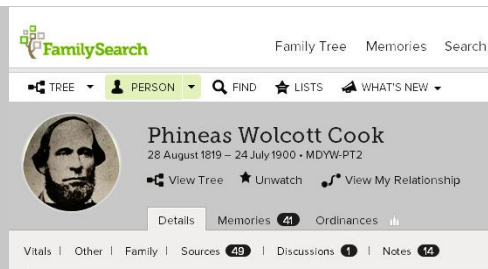 FamilySearch Family Tree Memories Search
TREE PERSON FIND LISTS WHAT'S NEW
Phineas Wolcott Cook
28 August 1819 – 24 July 1900 • MDYW-PT2
View Tree Unwatch View My Relationship
Details Memories 41 Ordinances
Vitals | Other | Family | Sources 49 | Discussions 1 | Notes 14